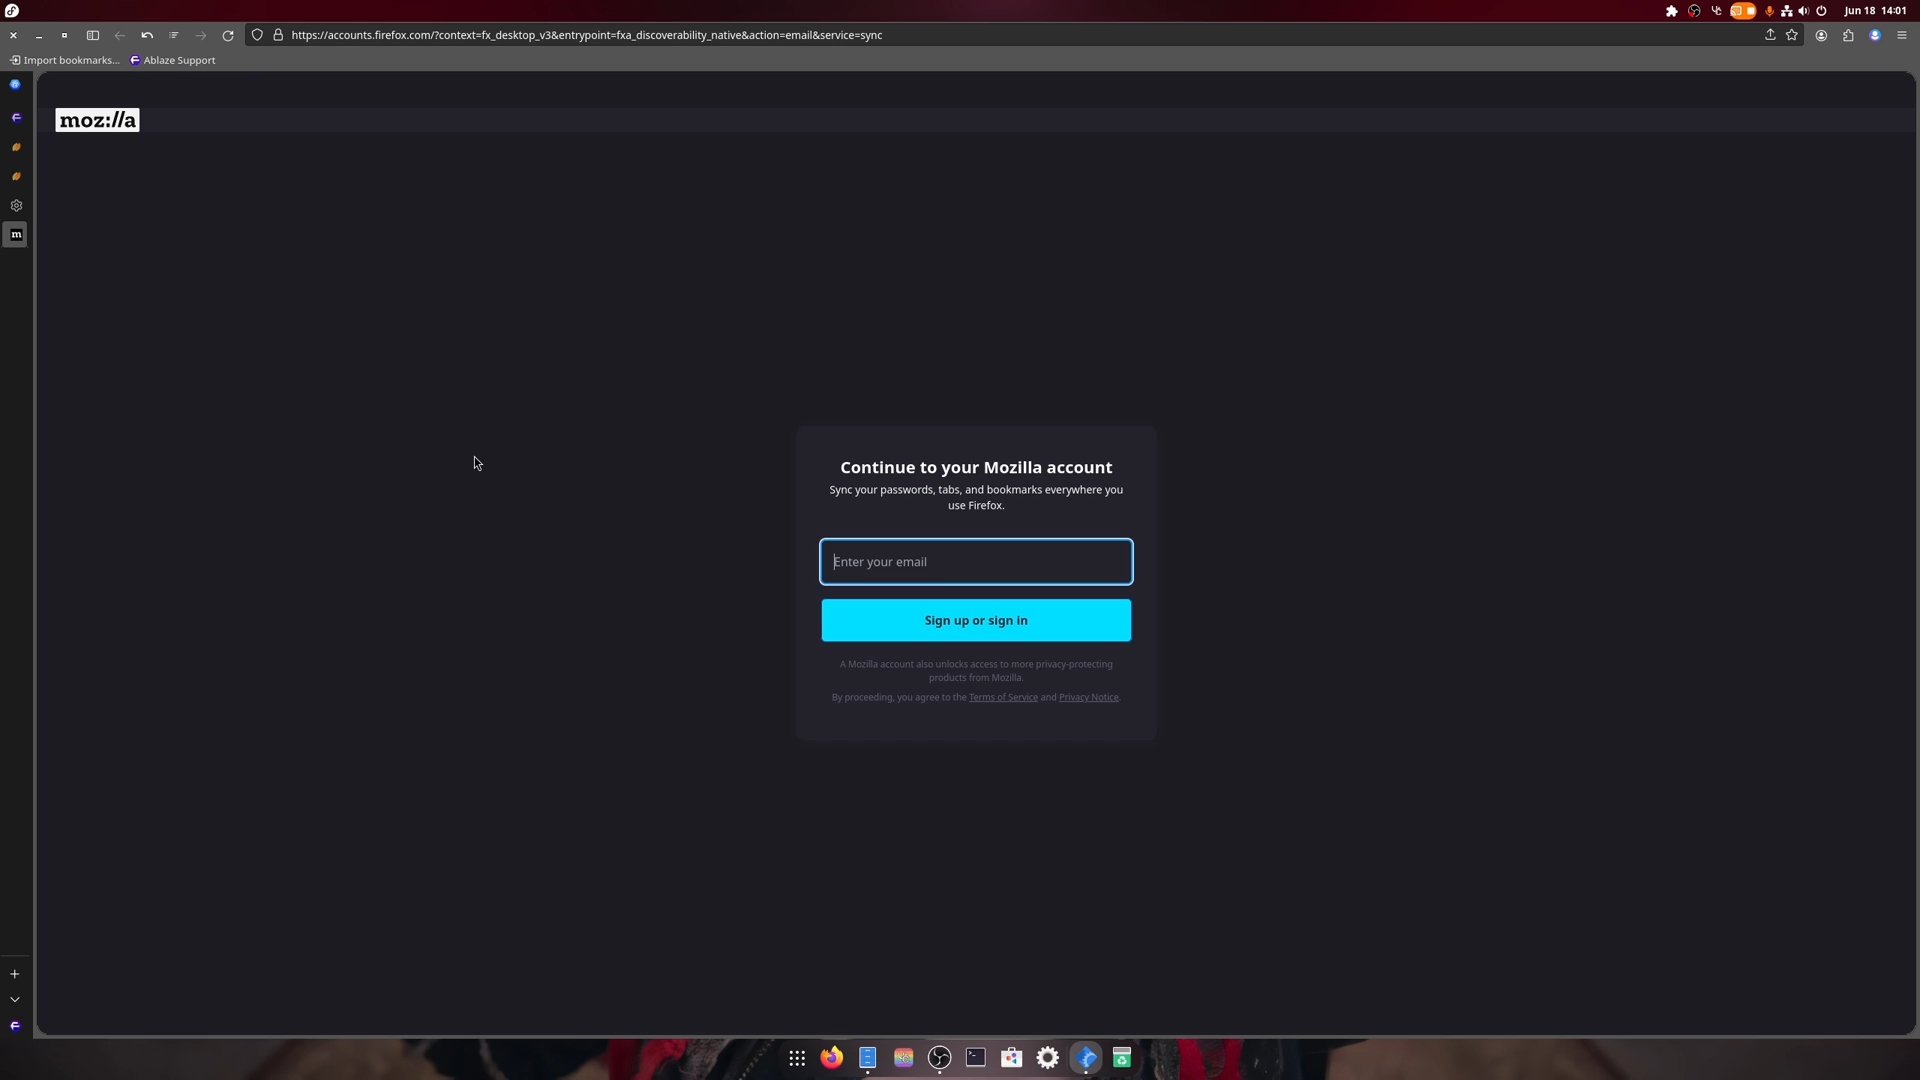 Jun 18 14:01
https://accounts.firefox.com/?context=fx_desktop_v3&entrypoint=fxa_discoverability_native&action=email&service=sync
Import bookmarks...
Ablaze Support
moz://a
m
Continue to your Mozilla account
Sync your passwords, tabs, and bookmarks everywhere you
use Firefox.
Enter your email
Sign up or sign in
A Mozilla account also unlocks access to more privacy-protecting
products from Mozilla.
By proceeding, you agree to the Terms of Service and Privacy Notice.